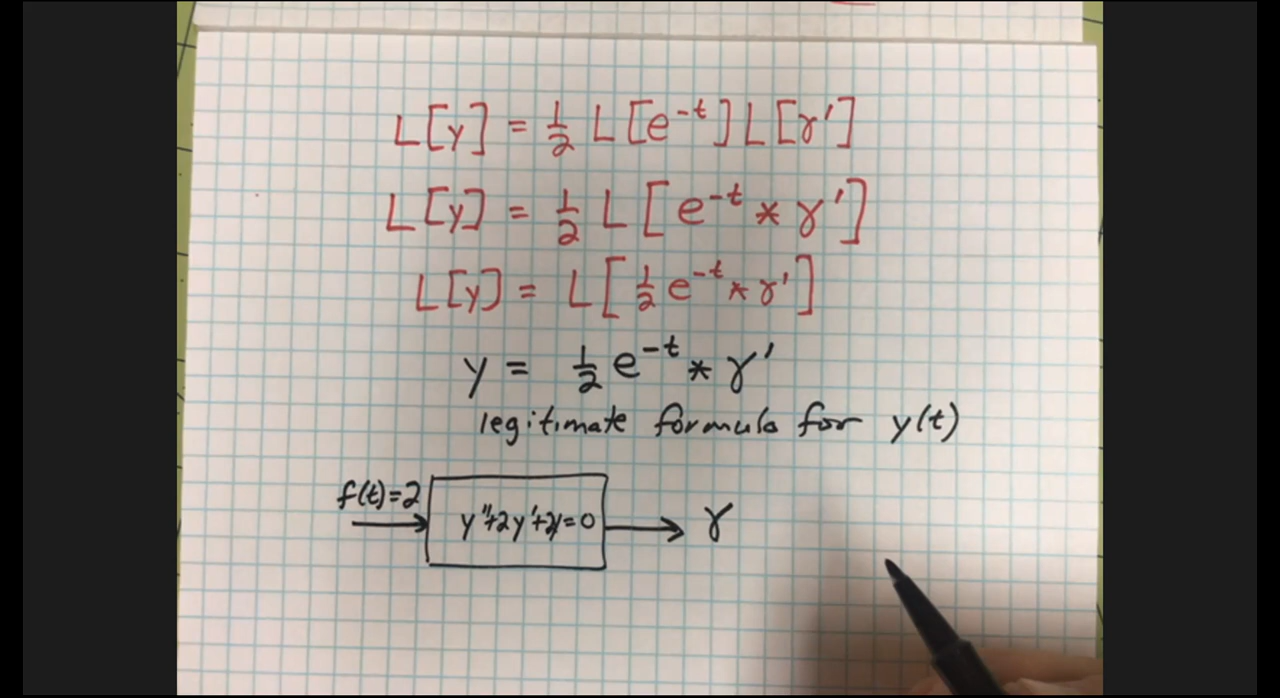 L[y] = 1/2 L[e^-t] L[γ']
L[y] = 1/2 L[e^-t * γ']
L[y] = L[1/2 e^-t * γ']
y = 1/2 e^-t * γ'
legitimate formula for y(t)
f(t)=2
y''+2y'+2y=0
γ